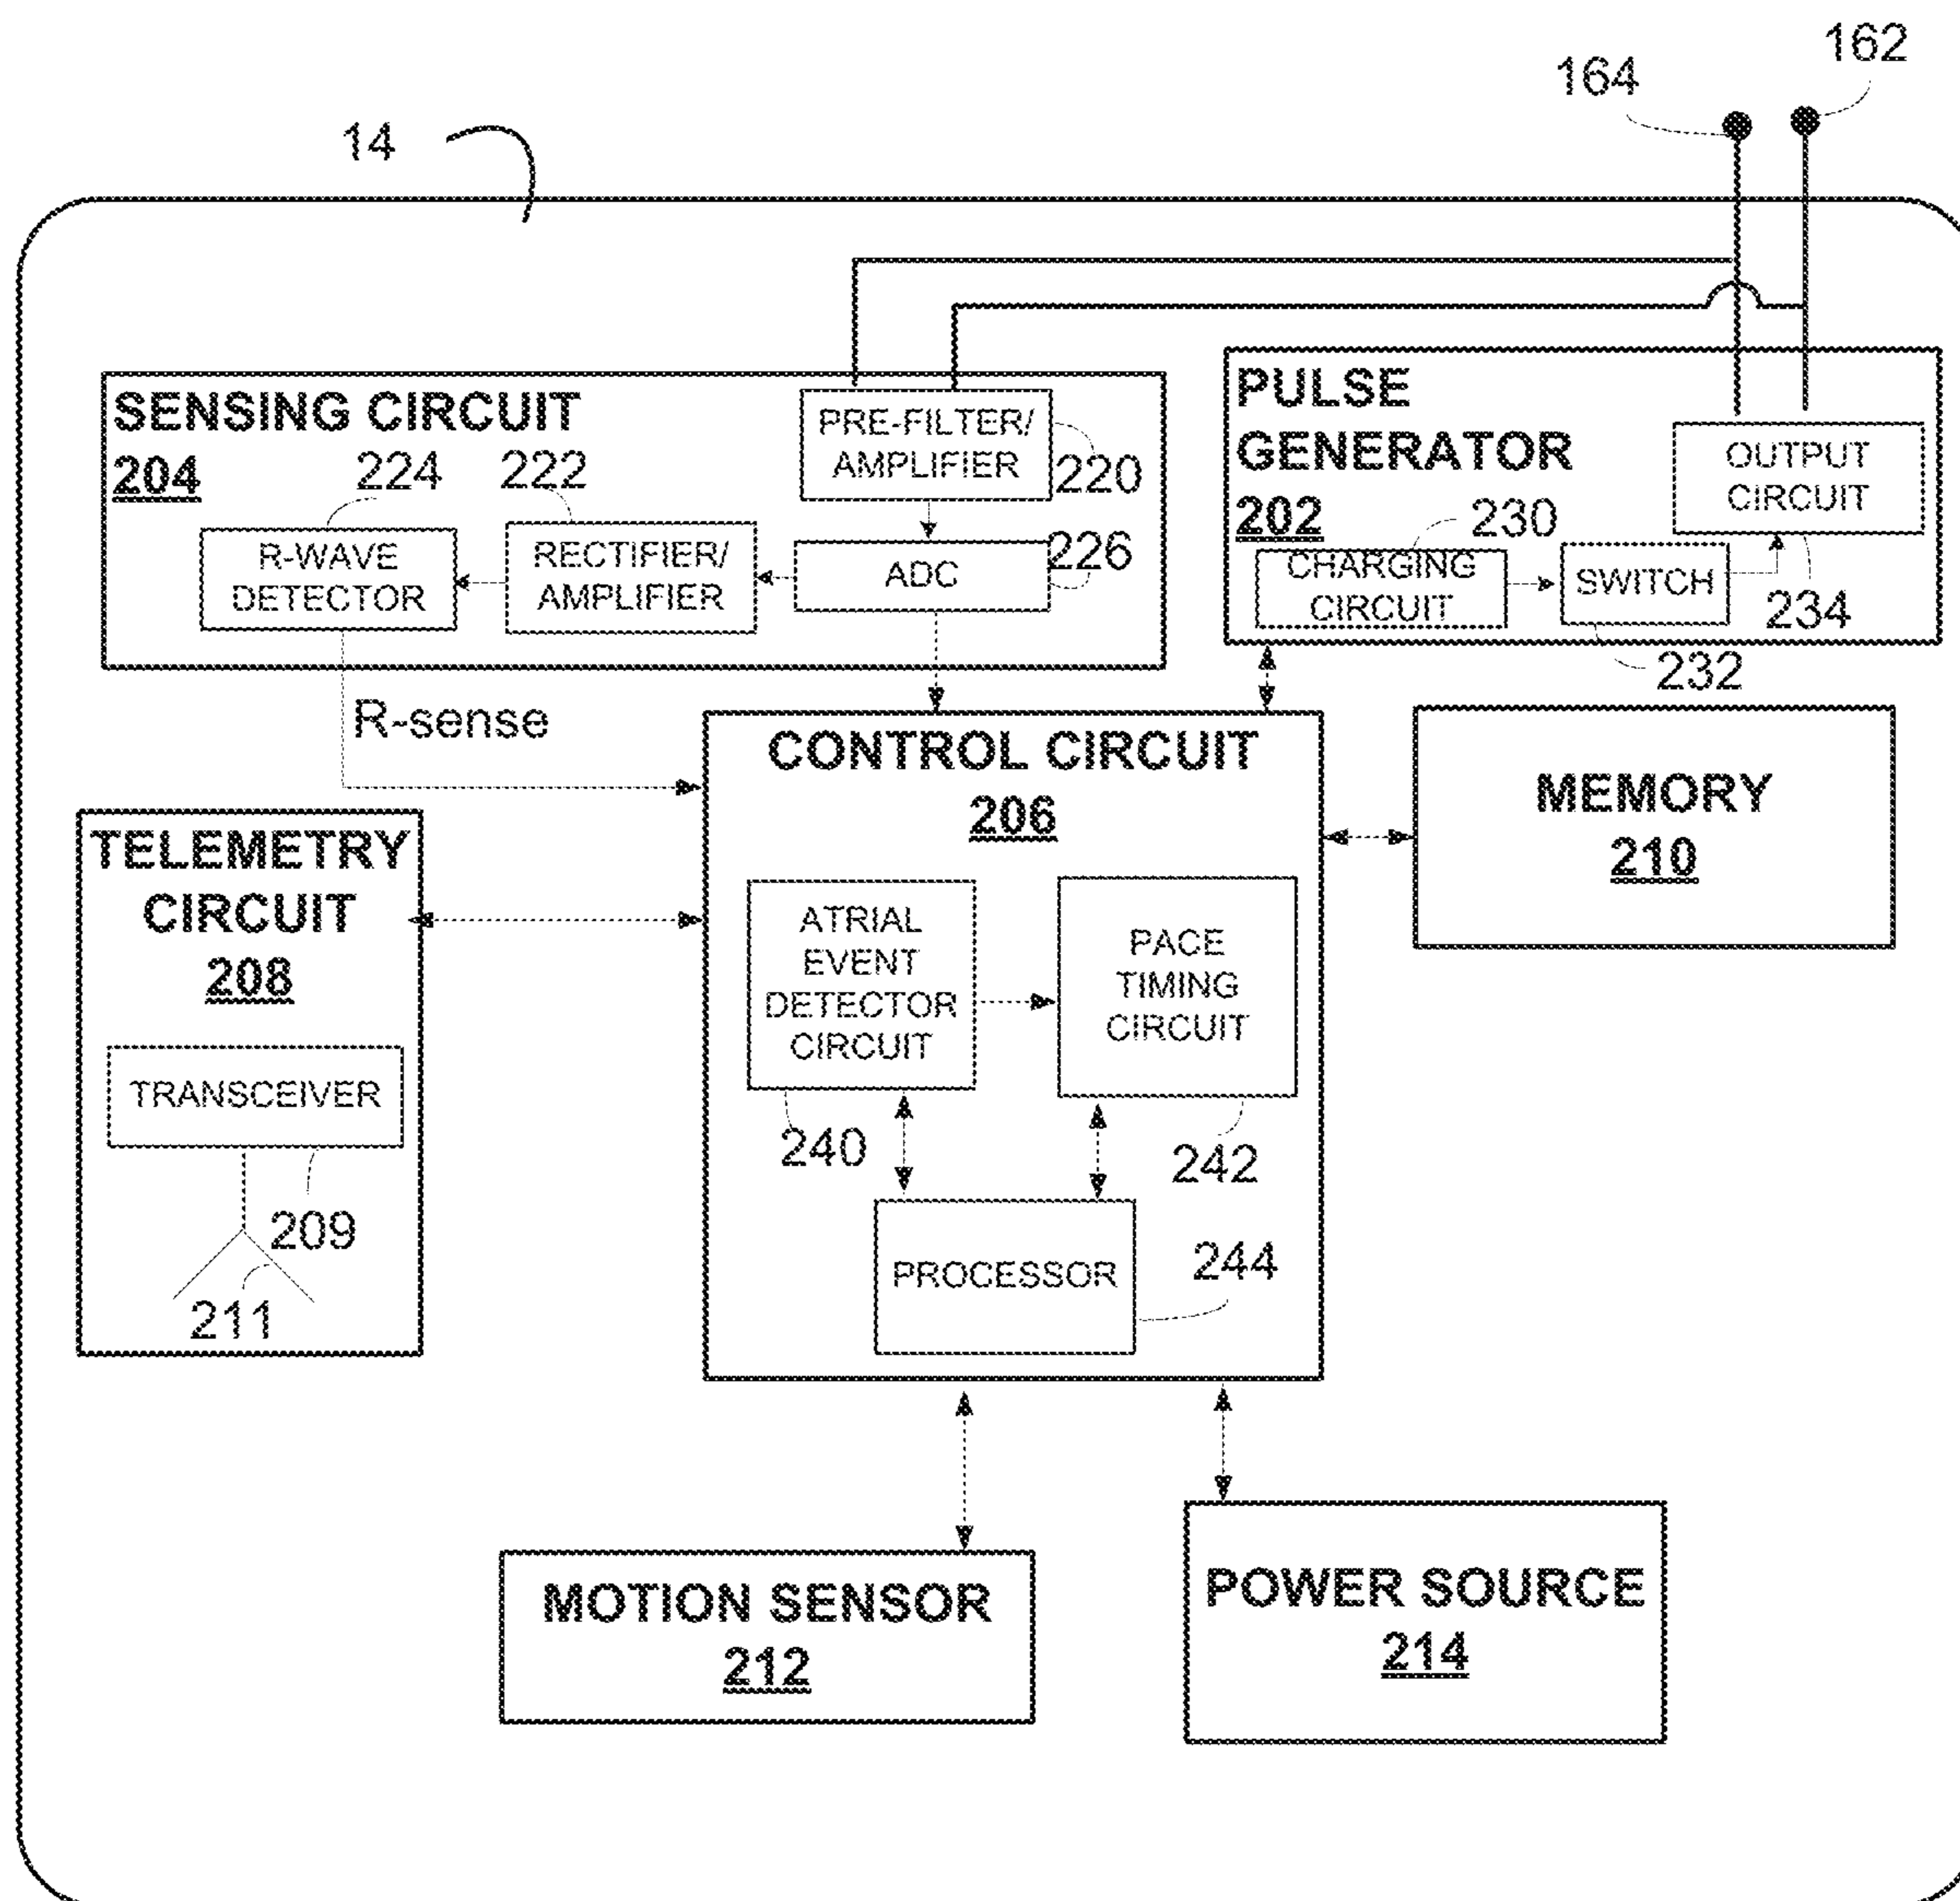 162
164
14
SENSING CIRCUIT
204
224
222
PRE-FILTER/
AMPLIFIER
220
R-WAVE
DETECTOR
RECTIFIER/
AMPLIFIER
ADC
226
PULSE
GENERATOR
202
230
OUTPUT
CIRCUIT
CHARGING
CIRCUIT
SWITCH
234
232
R-sense
CONTROL CIRCUIT
206
MEMORY
210
TELEMETRY
CIRCUIT
208
TRANSCEIVER
209
211
ATRIAL
EVENT
DETECTOR
CIRCUIT
240
PACE
TIMING
CIRCUIT
242
PROCESSOR
244
MOTION SENSOR
212
POWER SOURCE
214